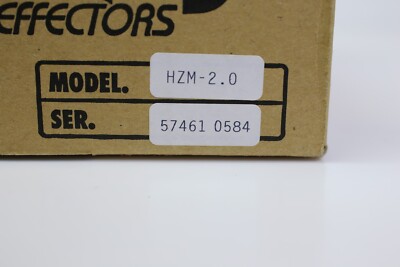 EFFECTORS
MODEL. HZM-2.0
SER. 57461 0584